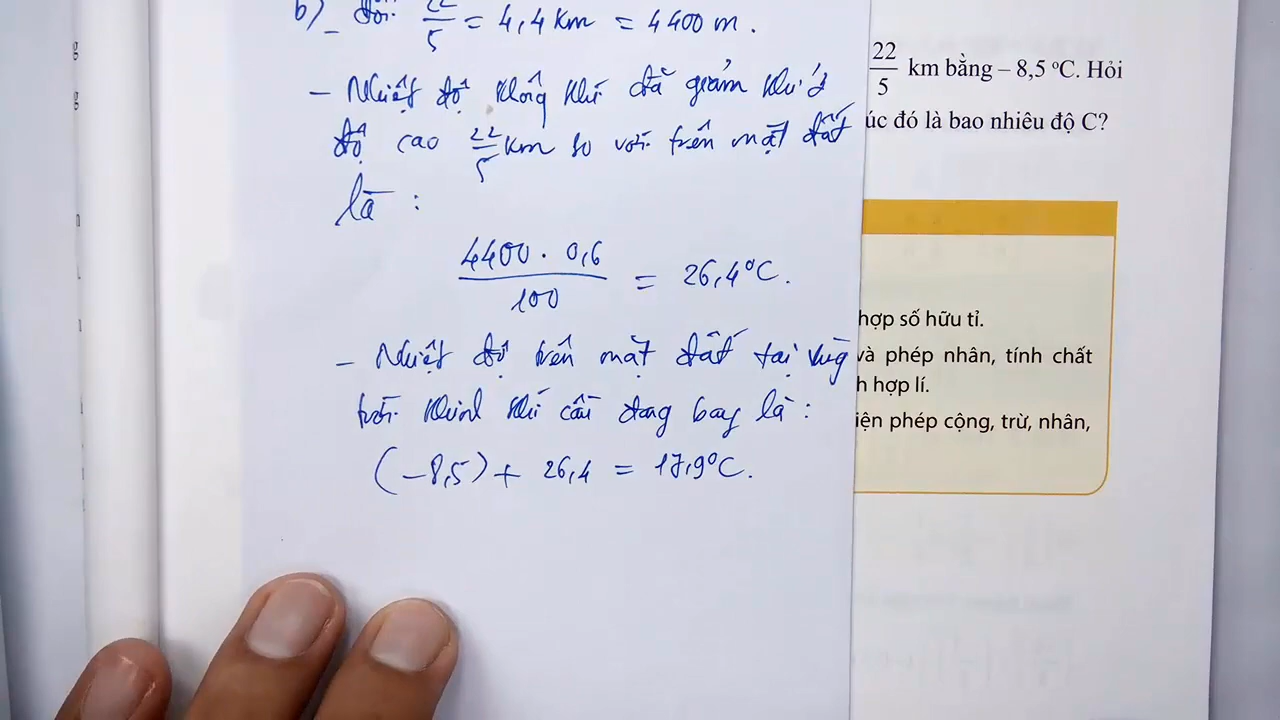 b) - Đổi 22/5 = 4,4 Km = 4400 m.
- Nhiệt độ không khí đã giảm khi ở
độ cao 22/5 km so với trên mặt đất
là :
4400 . 0,6 / 100 = 26,4°C.
- Nhiệt độ trên mặt đất tại vùng
trời khinh khí cầu đang bay là :
(-8,5) + 26,4 = 17,9°C.
22/5 km bằng – 8,5 °C. Hỏi
úc đó là bao nhiêu độ C?
hợp số hữu tỉ.
và phép nhân, tính chất
h hợp lí.
iện phép cộng, trừ, nhân,
g
g
n